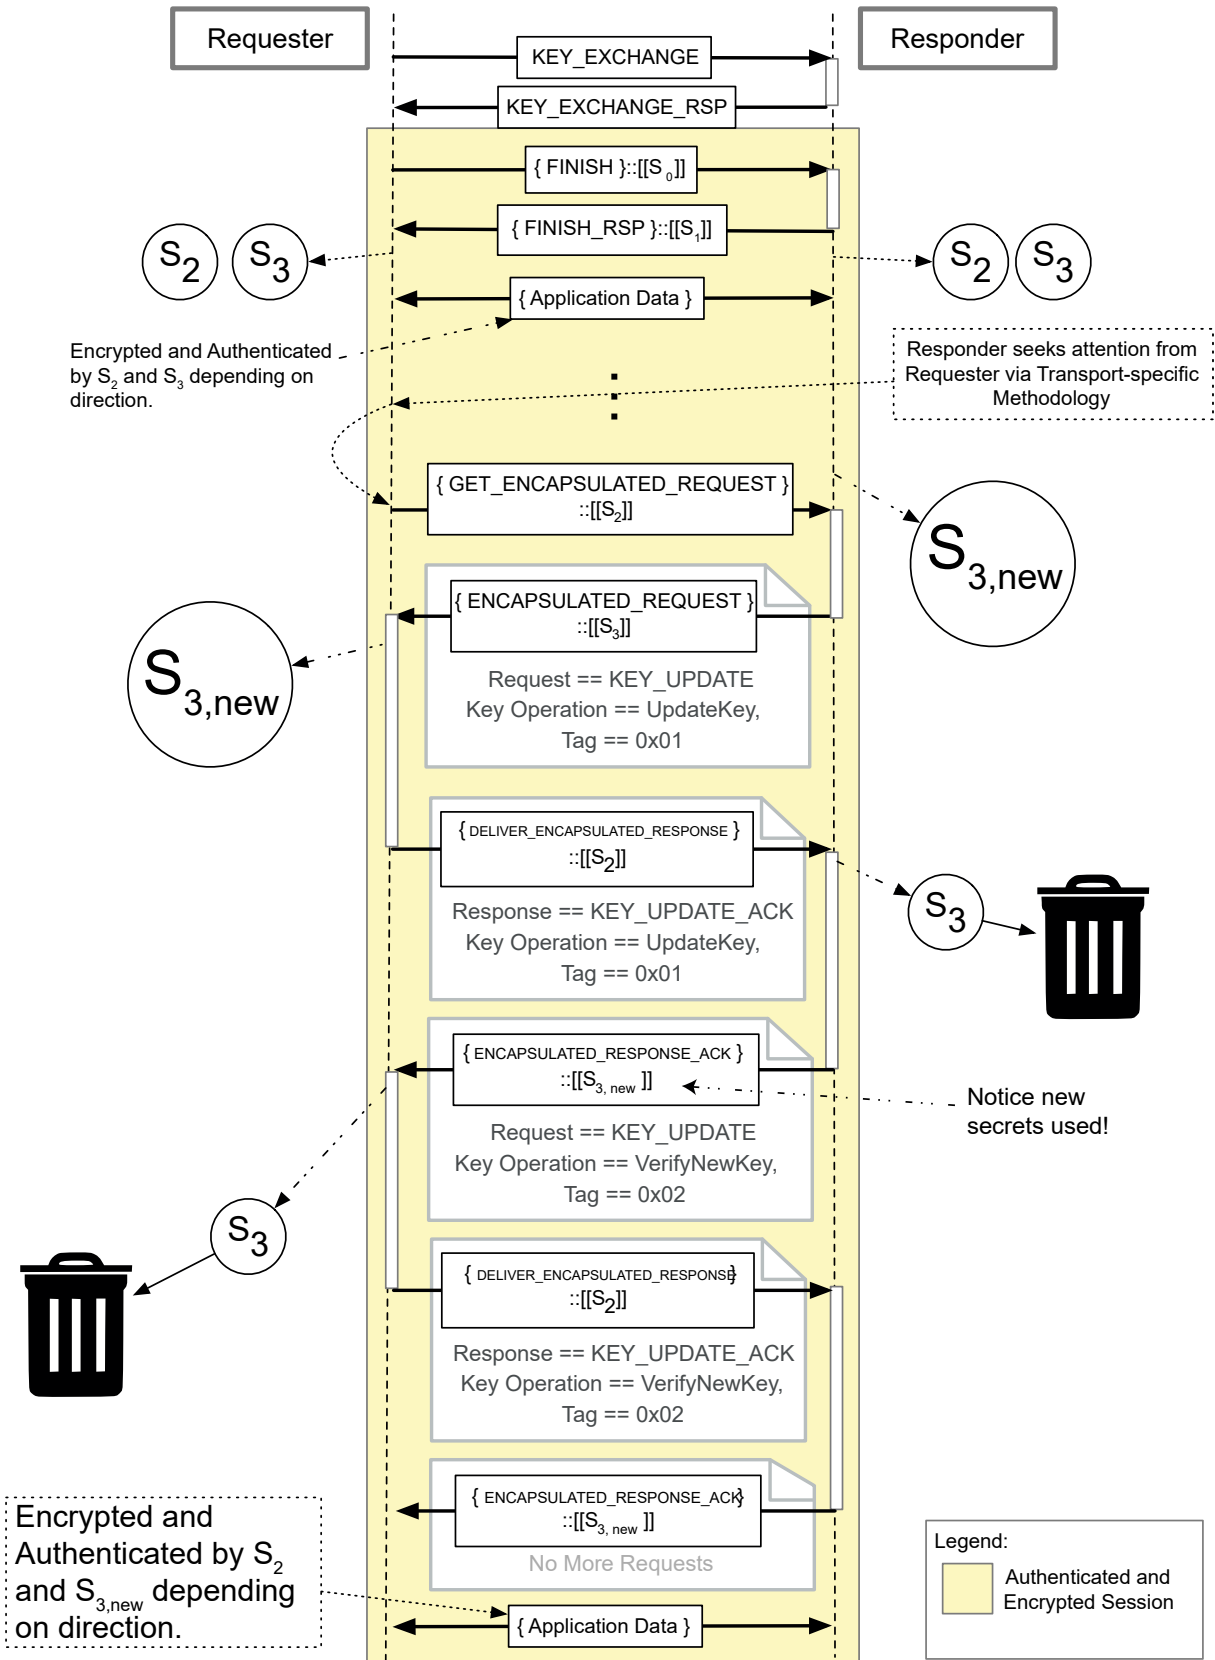 Requester
Responder
KEY_EXCHANGE
KEY_EXCHANGE_RSP
{ FINISH }::[[S0]]
{ FINISH_RSP }::[[S1]]
S2
S3
S2
S3
{ Application Data }
Encrypted and Authenticated
by S2 and S3 depending on
direction.
Responder seeks attention from
Requester via Transport-specific
Methodology
{ GET_ENCAPSULATED_REQUEST }
::[[S2]]
S3,new
{ ENCAPSULATED_REQUEST }
::[[S3]]
Request == KEY_UPDATE
Key Operation == UpdateKey,
Tag == 0x01
S3,new
{ DELIVER_ENCAPSULATED_RESPONSE }
::[[S2]]
Response == KEY_UPDATE_ACK
Key Operation == UpdateKey,
Tag == 0x01
S3
{ ENCAPSULATED_RESPONSE_ACK }
::[[S3, new ]]
Notice new
secrets used!
Request == KEY_UPDATE
Key Operation == VerifyNewKey,
Tag == 0x02
S3
{ DELIVER_ENCAPSULATED_RESPONSE}
::[[S2]]
Response == KEY_UPDATE_ACK
Key Operation == VerifyNewKey,
Tag == 0x02
{ ENCAPSULATED_RESPONSE_ACK}
::[[S3, new ]]
No More Requests
Encrypted and
Authenticated by S2
and S3,new depending
on direction.
{ Application Data }
Legend:
Authenticated and
Encrypted Session